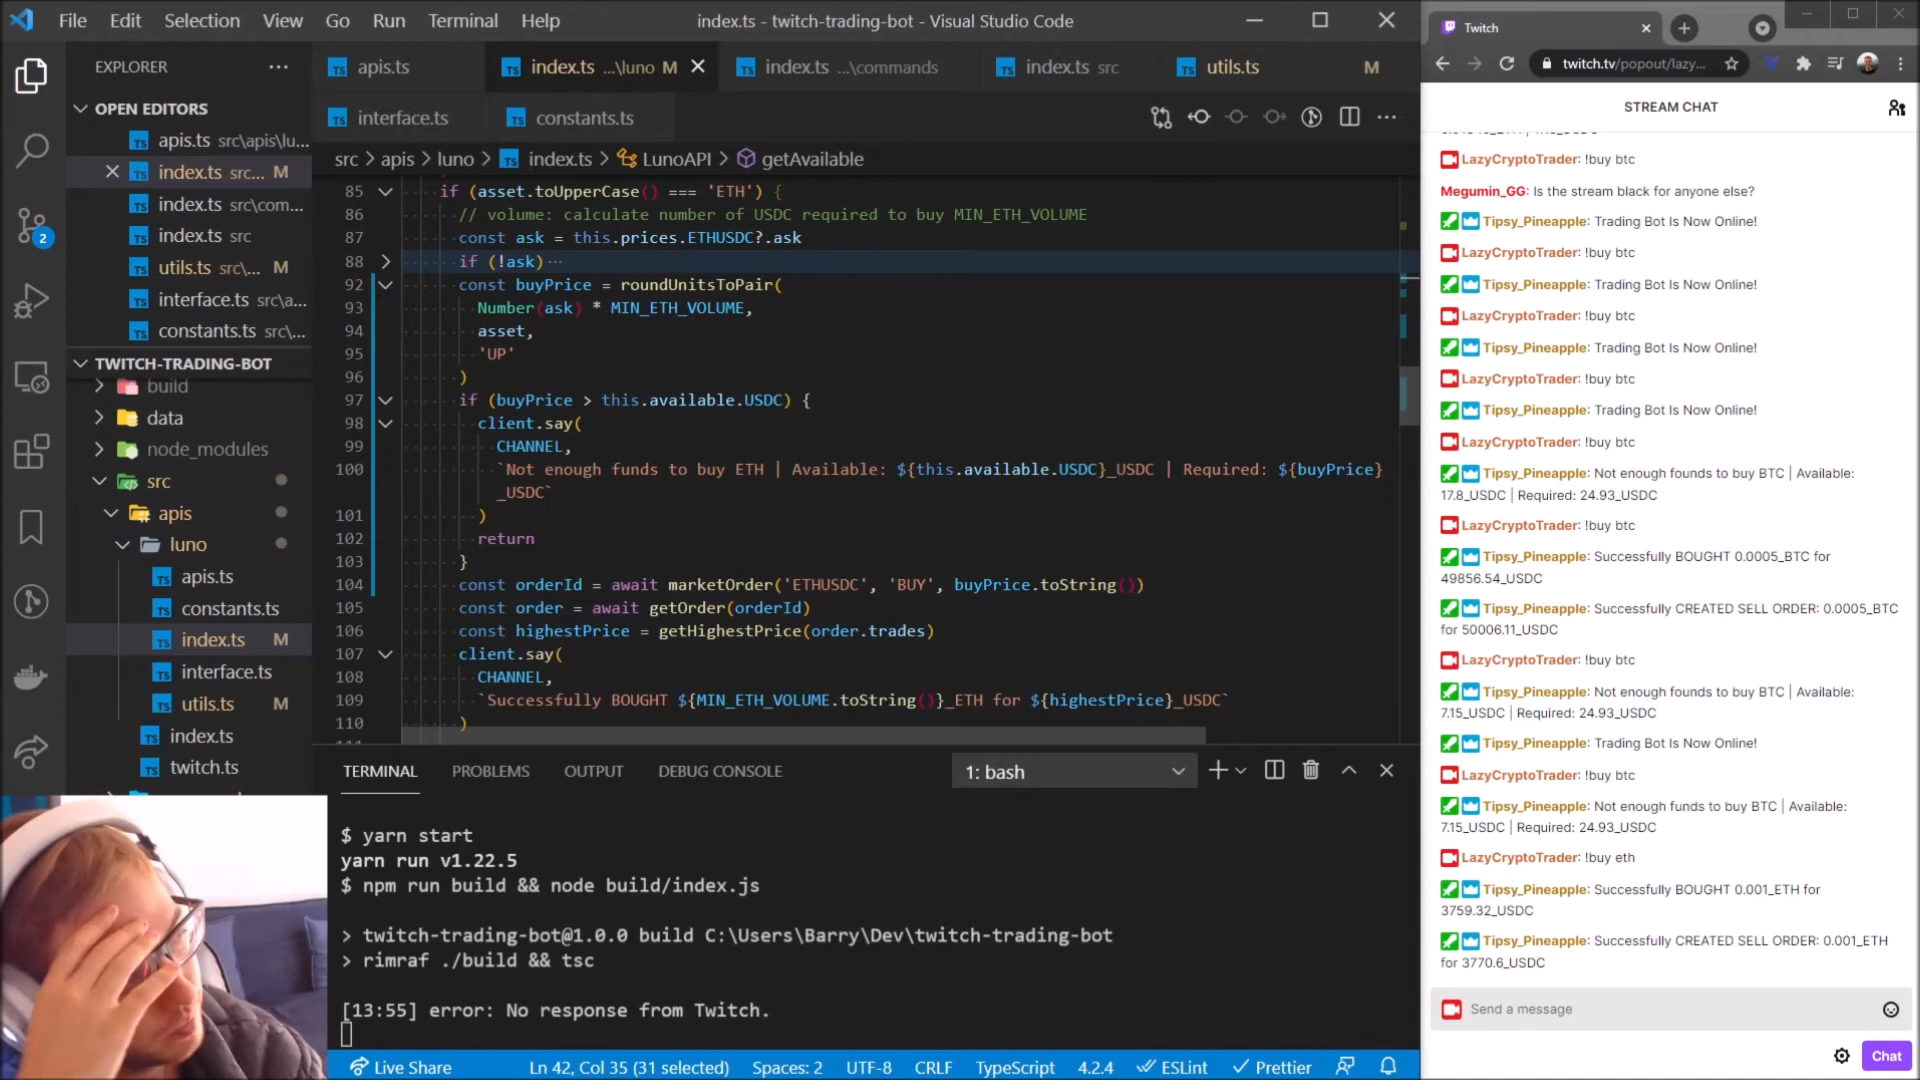 File Edit Selection View Go Run Terminal Help
index.ts - twitch-trading-bot - Visual Studio Code
EXPLORER
OPEN EDITORS
apis.ts src\apis\lu...
index.ts src... M
index.ts src\com...
index.ts src
utils.ts src\... M
interface.ts src\a...
constants.ts src\...
TWITCH-TRADING-BOT
build
data
node_modules
src
apis
luno
apis.ts
constants.ts
index.ts M
interface.ts
utils.ts M
index.ts
twitch.ts
2
apis.ts
index.ts ...\luno M
index.ts ...\commands
index.ts src
utils.ts M
interface.ts
constants.ts
src > apis > luno > index.ts > LunoAPI > getAvailable
85 if (asset.toUpperCase() === 'ETH') {
86 // volume: calculate number of USDC required to buy MIN_ETH_VOLUME
87 const ask = this.prices.ETHUSDC?.ask
88 if (!ask) ...
92 const buyPrice = roundUnitsToPair(
93 Number(ask) * MIN_ETH_VOLUME,
94 asset,
95 'UP'
96 )
97 if (buyPrice > this.available.USDC) {
98 client.say(
99 CHANNEL,
100 `Not enough funds to buy ETH | Available: ${this.available.USDC}_USDC | Required: ${buyPrice}
_USDC`
101 )
102 return
103 }
104 const orderId = await marketOrder('ETHUSDC', 'BUY', buyPrice.toString())
105 const order = await getOrder(orderId)
106 const highestPrice = getHighestPrice(order.trades)
107 client.say(
108 CHANNEL,
109 `Successfully BOUGHT ${MIN_ETH_VOLUME.toString()}_ETH for ${highestPrice}_USDC`
110 )
TERMINAL PROBLEMS OUTPUT DEBUG CONSOLE
1: bash
$ yarn start
yarn run v1.22.5
$ npm run build && node build/index.js
> twitch-trading-bot@1.0.0 build C:\Users\Barry\Dev\twitch-trading-bot
> rimraf ./build && tsc
[13:55] error: No response from Twitch.
Live Share
Ln 42, Col 35 (31 selected)
Spaces: 2
UTF-8
CRLF
TypeScript
4.2.4
ESLint
Prettier
Twitch
twitch.tv/popout/lazy...
STREAM CHAT
LazyCryptoTrader: !buy btc
Megumin_GG: Is the stream black for anyone else?
Tipsy_Pineapple: Trading Bot Is Now Online!
LazyCryptoTrader: !buy btc
Tipsy_Pineapple: Trading Bot Is Now Online!
LazyCryptoTrader: !buy btc
Tipsy_Pineapple: Trading Bot Is Now Online!
LazyCryptoTrader: !buy btc
Tipsy_Pineapple: Trading Bot Is Now Online!
LazyCryptoTrader: !buy btc
Tipsy_Pineapple: Not enough founds to buy BTC | Available:
17.8_USDC | Required: 24.93_USDC
LazyCryptoTrader: !buy btc
Tipsy_Pineapple: Successfully BOUGHT 0.0005_BTC for
49856.54_USDC
Tipsy_Pineapple: Successfully CREATED SELL ORDER: 0.0005_BTC
for 50006.11_USDC
LazyCryptoTrader: !buy btc
Tipsy_Pineapple: Not enough founds to buy BTC | Available:
7.15_USDC | Required: 24.93_USDC
Tipsy_Pineapple: Trading Bot Is Now Online!
LazyCryptoTrader: !buy btc
Tipsy_Pineapple: Not enough funds to buy BTC | Available:
7.15_USDC | Required: 24.93_USDC
LazyCryptoTrader: !buy eth
Tipsy_Pineapple: Successfully BOUGHT 0.001_ETH for
3759.32_USDC
Tipsy_Pineapple: Successfully CREATED SELL ORDER: 0.001_ETH
for 3770.6_USDC
Send a message
Chat